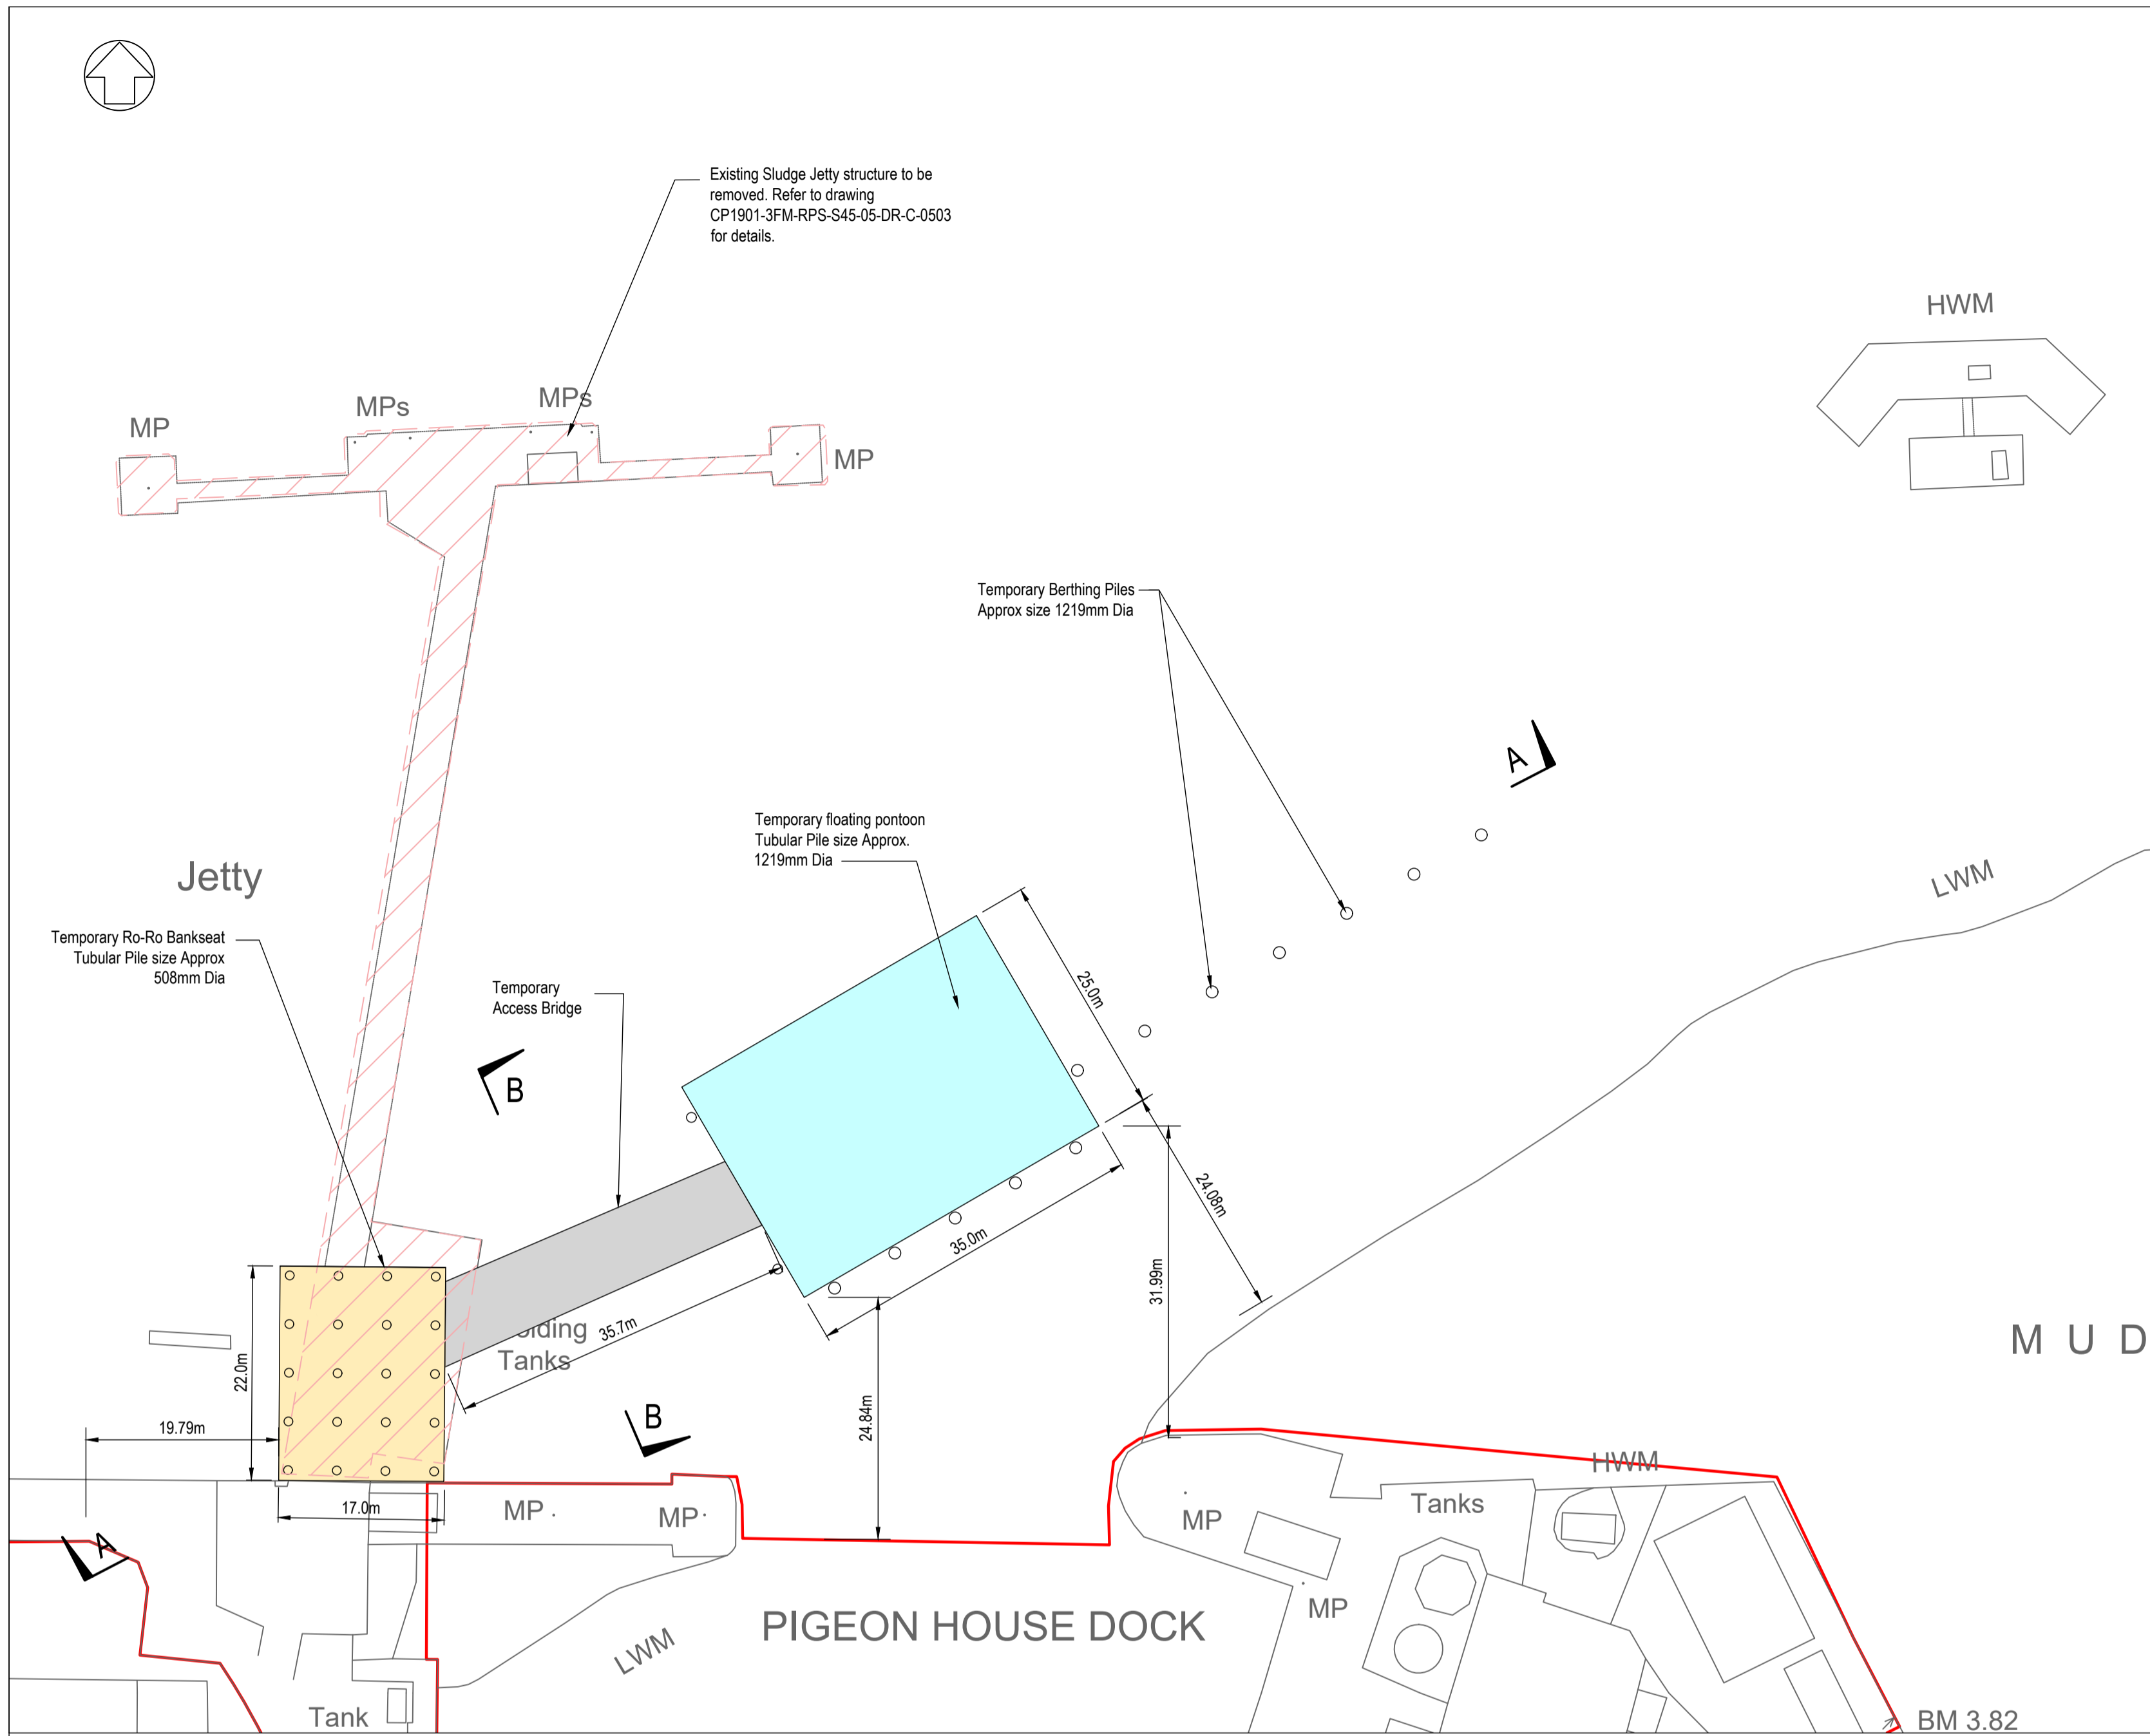 Existing Sludge Jetty structure to be
removed. Refer to drawing
CP1901-3FM-RPS-S45-05-DR-C-0503
for details.
HWM
MP
MPs
MPs
MP
Temporary Berthing Piles
Approx size 1219mm Dia
A
Temporary floating pontoon
Tubular Pile size Approx.
1219mm Dia
Jetty
LWM
Temporary Ro-Ro Bankseat
Tubular Pile size Approx
508mm Dia
Temporary
Access Bridge
25.0m
B
24.08m
35.0m
31.99m
35.7m
olding
Tanks
M U D
22.0m
24.84m
19.79m
B
HWM
17.0m
MP
MP
MP
Tanks
A
MP
PIGEON HOUSE DOCK
LWM
Tank
BM 3.82